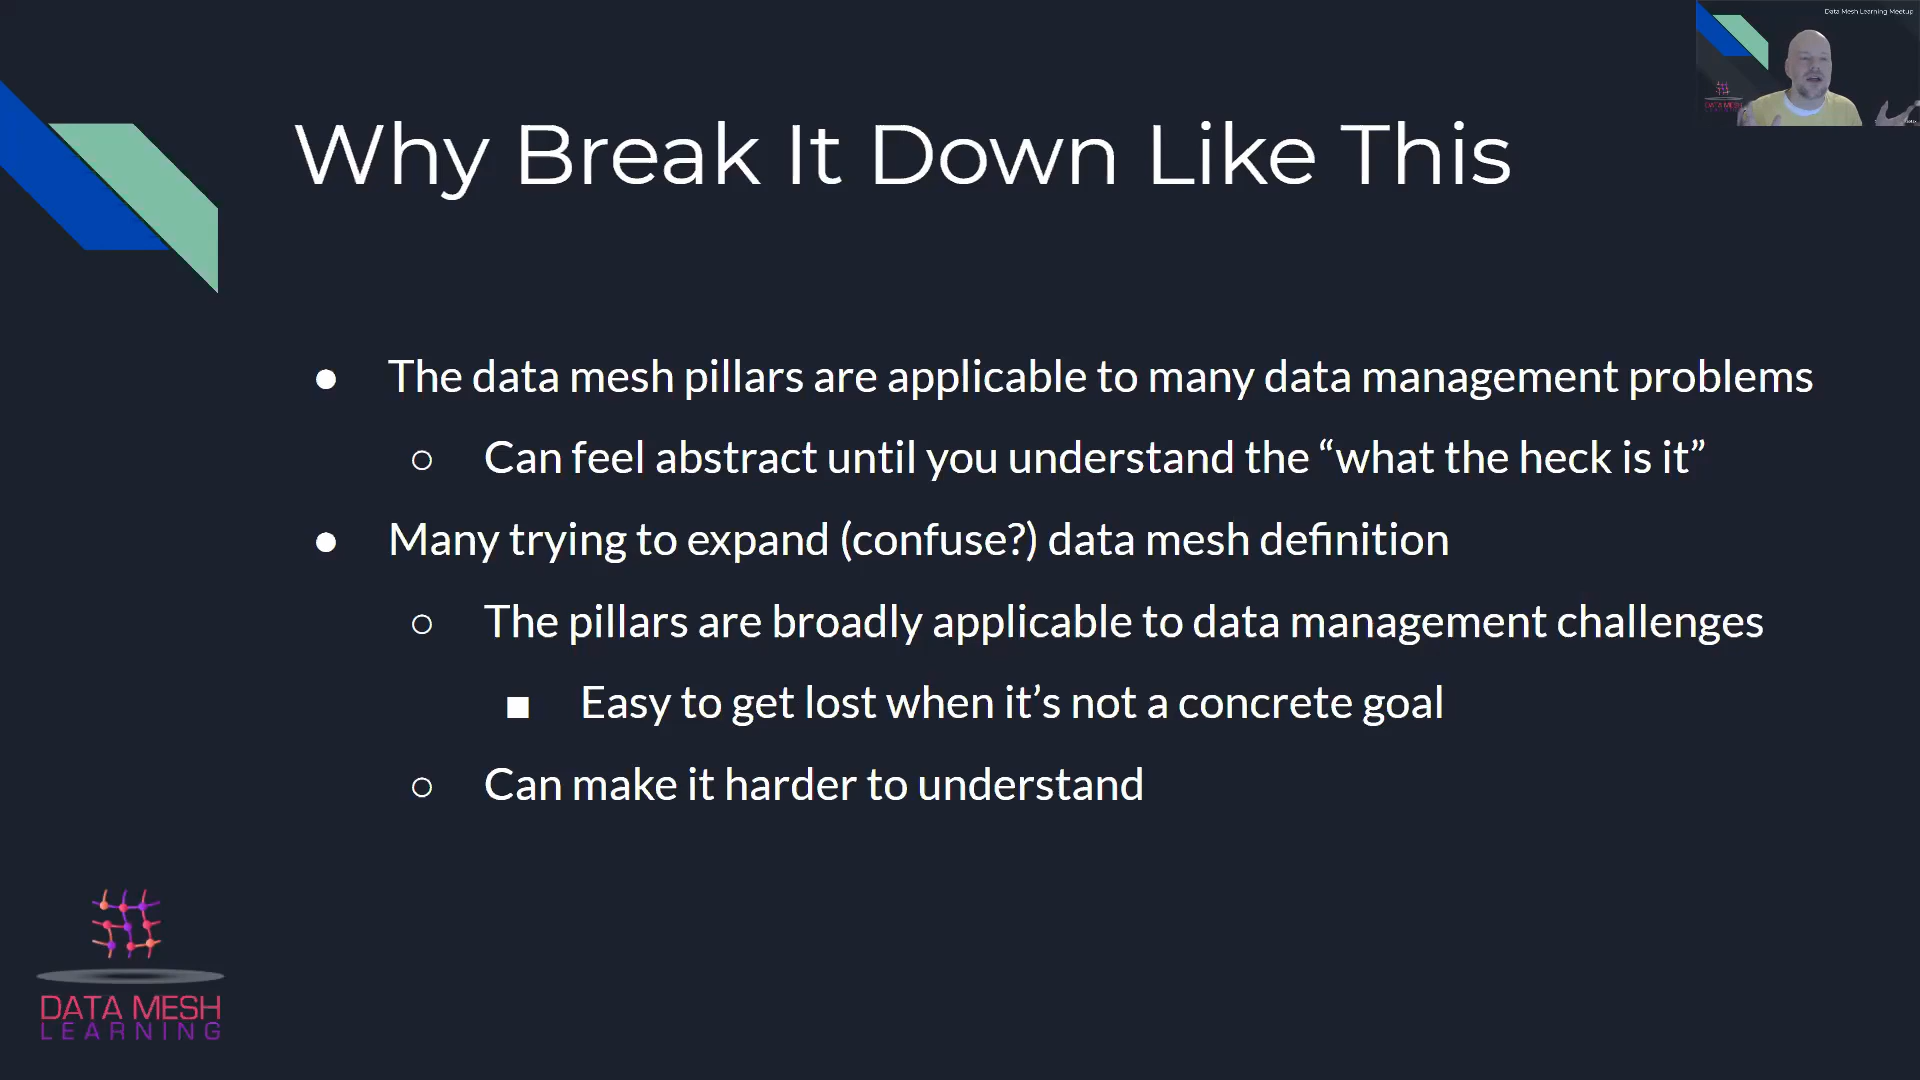 Data Mesh Learning Meetup
Why Break It Down Like This
● The data mesh pillars are applicable to many data management problems
○ Can feel abstract until you understand the “what the heck is it”
● Many trying to expand (confuse?) data mesh definition
○ The pillars are broadly applicable to data management challenges
■ Easy to get lost when it’s not a concrete goal
○ Can make it harder to understand
DATA MESH
LEARNING